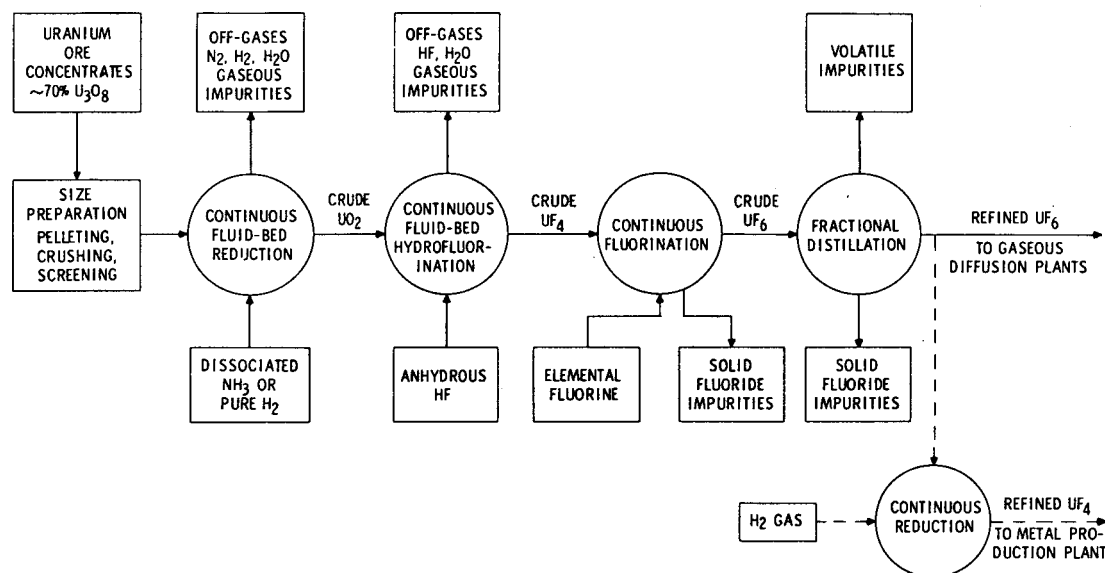 URANIUM
ORE
CONCENTRATES
~70% U3O8
OFF-GASES
N2, H2, H2O
GASEOUS
IMPURITIES
OFF-GASES
HF, H2O
GASEOUS
IMPURITIES
VOLATILE
IMPURITIES
SIZE
PREPARATION
PELLETING,
CRUSHING,
SCREENING
CONTINUOUS
FLUID-BED
REDUCTION
CRUDE
UO2
CONTINUOUS
FLUID-BED
HYDROFLUOR-
INATION
CRUDE
UF4
CONTINUOUS
FLUORINATION
CRUDE
UF6
FRACTIONAL
DISTILLATION
REFINED UF6
TO GASEOUS
DIFFUSION PLANTS
DISSOCIATED
NH3 OR
PURE H2
ANHYDROUS
HF
ELEMENTAL
FLUORINE
SOLID
FLUORIDE
IMPURITIES
SOLID
FLUORIDE
IMPURITIES
H2 GAS
CONTINUOUS
REDUCTION
REFINED UF4
TO METAL PRO-
DUCTION PLANT